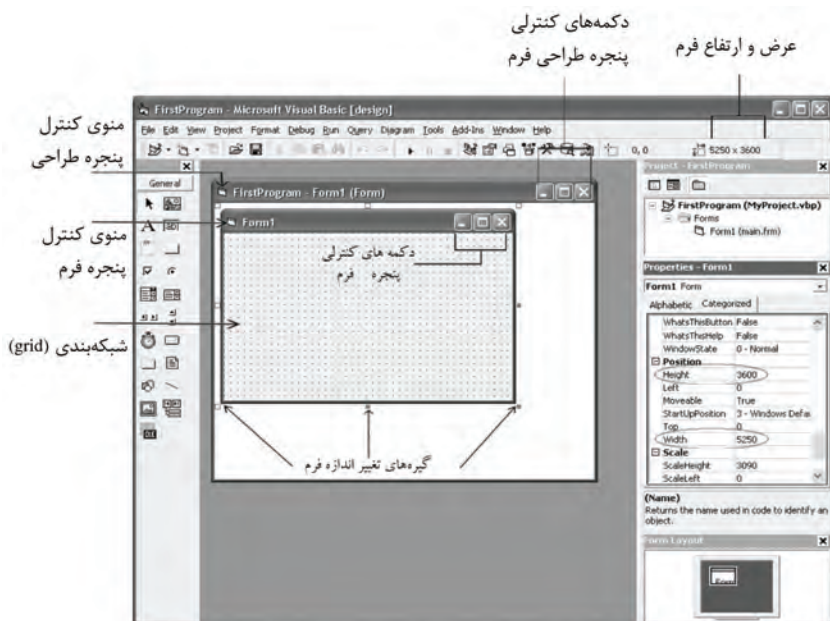 دکمه‌های کنترلی
پنجره طراحی فرم
عرض و ارتفاع فرم
منوی کنترل
پنجره طراحی
FirstProgram - Microsoft Visual Basic [design]
File Edit View Project Format Debug Run Query Diagram Tools Add-Ins Window Help
0, 0
5250 x 3600
General
FirstProgram - Form1 (Form)
Form1
دکمه های کنترلی
پنجره فرم
منوی کنترل
پنجره فرم
شبکه‌بندی (grid)
گیره‌های تغییر اندازه فرم
Project - FirstProgram
FirstProgram (MyProject.vbp)
Forms
Form1 (main.frm)
Properties - Form1
Form1 Form
Alphabetic Categorized
WhatsThisButton False
WhatsThisHelp False
WindowState 0 - Normal
Position
Height 3600
Left 0
Moveable True
StartUpPosition 3 - Windows Defau
Top 0
Width 5250
Scale
ScaleHeight 3090
ScaleLeft 0
(Name)
Returns the name used in code to identify an
object.
Form Layout